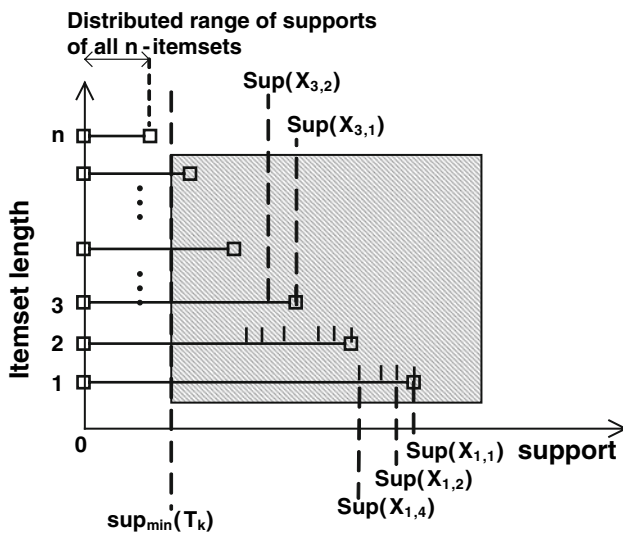 Distributed range of supports
of all n-itemsets
Sup(X3,2)
Sup(X3,1)
n
3
2
1
0
Itemset length
Sup(X1,1)
support
Sup(X1,2)
Sup(X1,4)
supmin(Tk)